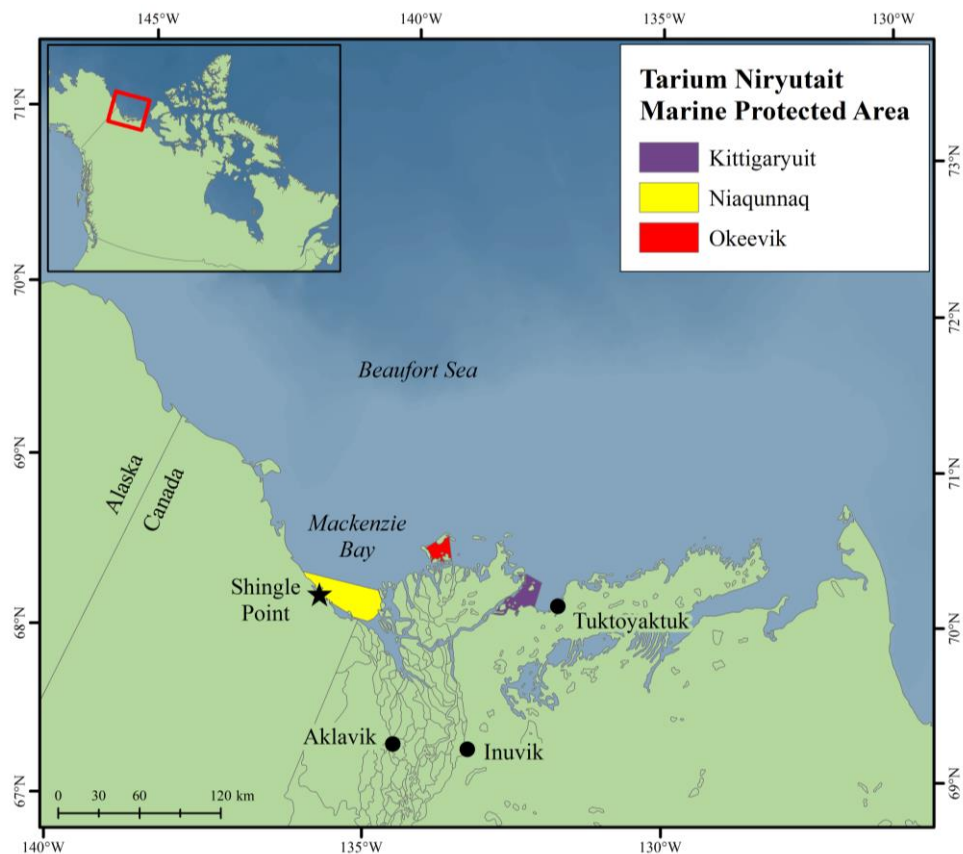 145°W
140°W
135°W
130°W
Tarium Niryutait
Marine Protected Area
Kittigaryuit
Niaqunnaq
Okeevik
71°N
73°N
70°N
72°N
Beaufort Sea
69°N
71°N
Alaska
Canada
Mackenzie
Bay
Shingle
Point
68°N
70°N
Tuktoyaktuk
Aklavik
Inuvik
67°N
69°N
0 30 60 120 km
140°W
135°W
130°W